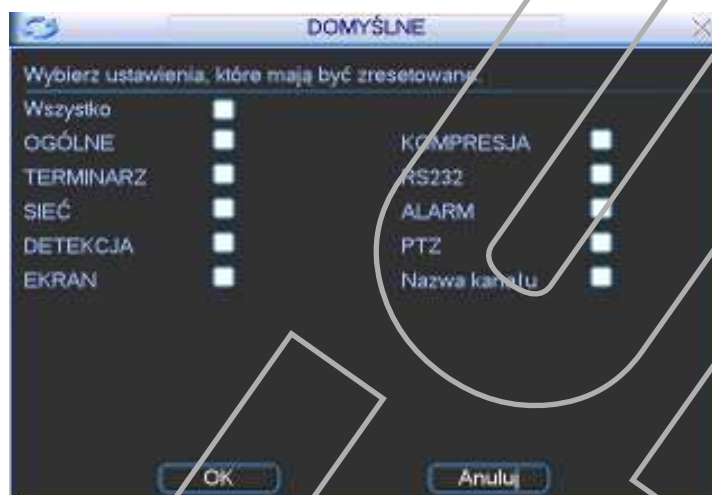 DOMYŚLNE
Wybierz ustawienia, które mają być zresetowane.
Wszystko
OGÓLNE KOMPRESJA
TERMINARZ RS232
SIEĆ ALARM
DETEKCJA PTZ
EKRAN Nazwa kanału
OK Anuluj